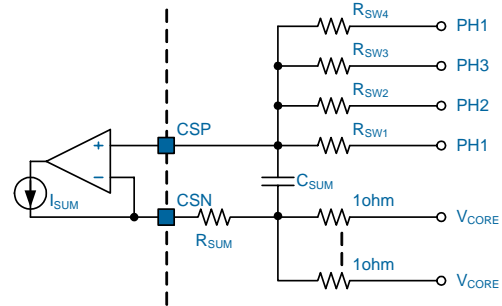 R_SW4 PH1
R_SW3 PH3
R_SW2 PH2
CSP R_SW1 PH1
+
C_SUM
−
I_SUM CSN R_SUM 1ohm V_CORE
1ohm V_CORE